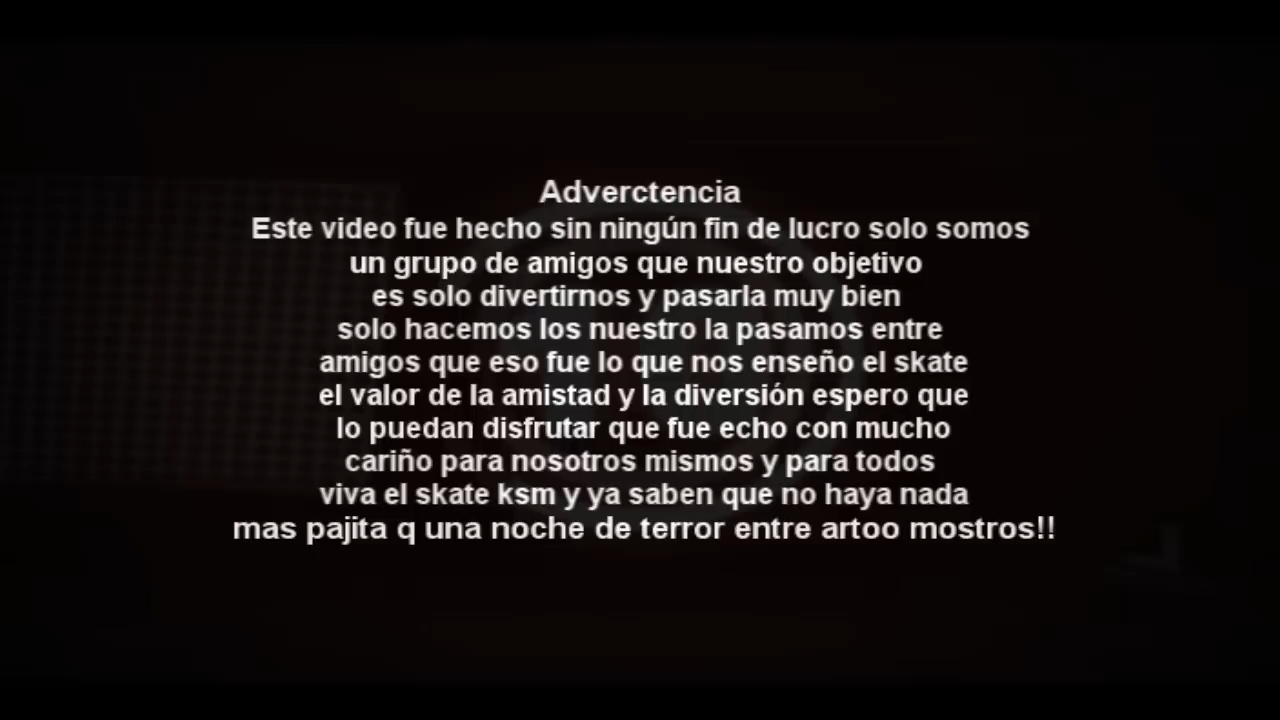 Adverctencia
Este video fue hecho sin ningún fin de lucro solo somos
un grupo de amigos que nuestro objetivo
es solo divertirnos y pasarla muy bien
solo hacemos los nuestro la pasamos entre
amigos que eso fue lo que nos enseño el skate
el valor de la amistad y la diversión espero que
lo puedan disfrutar que fue echo con mucho
cariño para nosotros mismos y para todos
viva el skate ksm y ya saben que no haya nada
mas pajita q una noche de terror entre artoo mostros!!